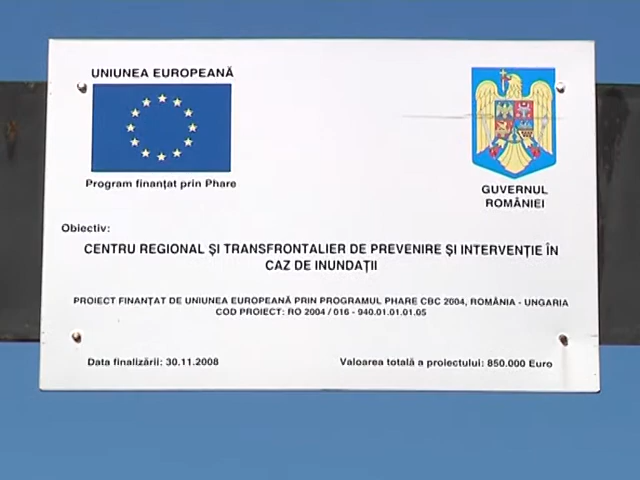 UNIUNEA EUROPEANĂ
Program finanțat prin Phare
GUVERNUL
ROMÂNIEI
Obiectiv:
CENTRU REGIONAL ŞI TRANSFRONTALIER DE PREVENIRE ŞI INTERVENȚIE ÎN
CAZ DE INUNDAȚII
PROIECT FINANȚAT DE UNIUNEA EUROPEANĂ PRIN PROGRAMUL PHARE CBC 2004, ROMÂNIA - UNGARIA
COD PROIECT: RO 2004 / 016 - 940.01.01.01.05
Data finalizării: 30.11.2008
Valoarea totală a proiectului: 850.000 Euro